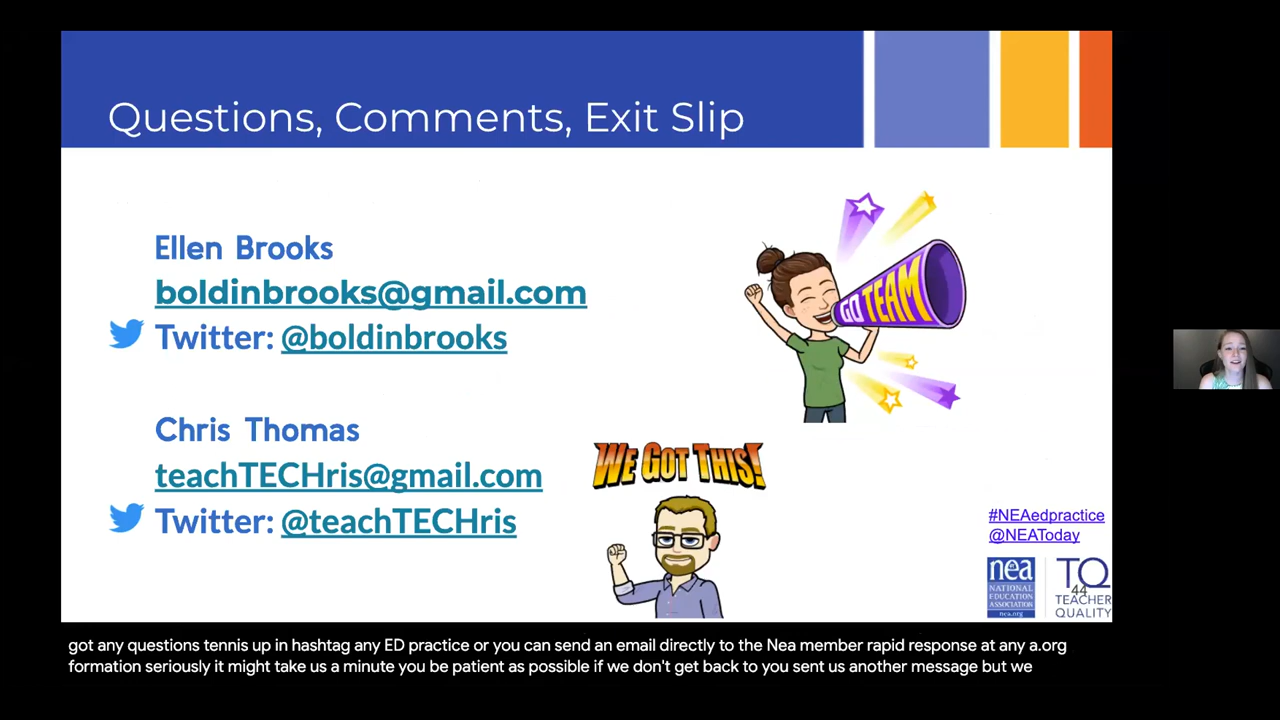 Questions, Comments, Exit Slip
Ellen Brooks
boldinbrooks@gmail.com
Twitter: @boldinbrooks
GO TEAM
Chris Thomas
teachTECHris@gmail.com
Twitter: @teachTECHris
WE GOT THIS!
#NEAedpractice
@NEAToday
nea
NATIONAL
EDUCATION
ASSOCIATION
nea.org
TQ
44
TEACHER
QUALITY
got any questions tennis up in hashtag any ED practice or you can send an email directly to the Nea member rapid response at any a.org
formation seriously it might take us a minute you be patient as possible if we don't get back to you sent us another message but we